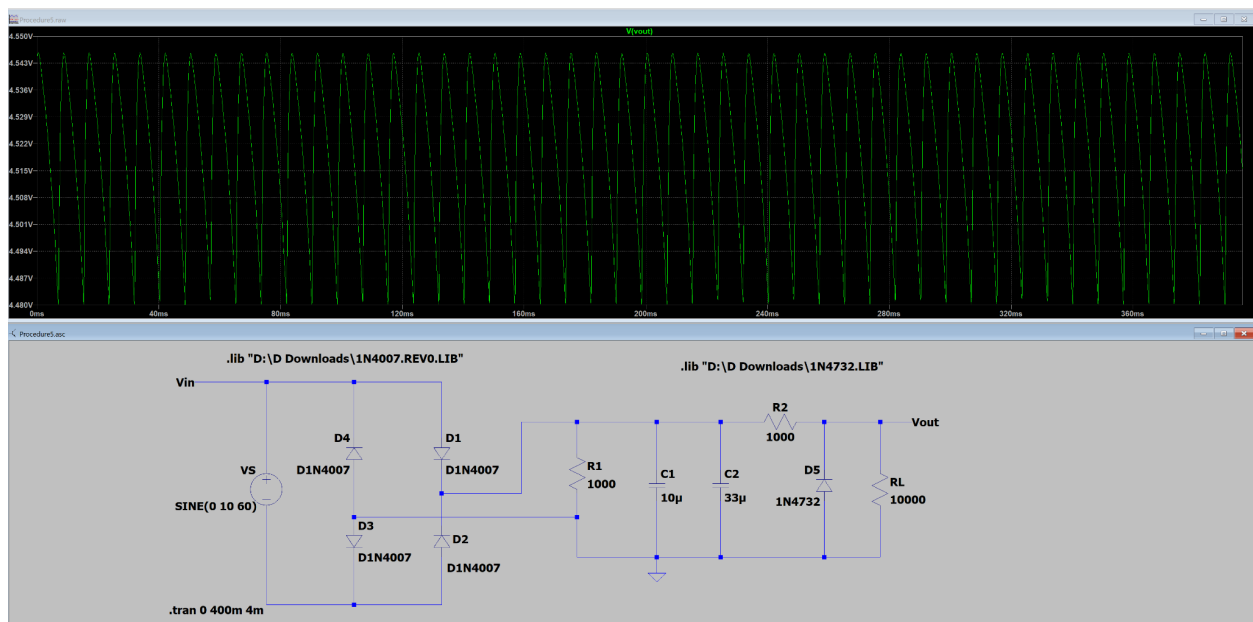 Procedure5.raw
V(vout)
4.550V
4.543V
4.536V
4.529V
4.522V
4.515V
4.508V
4.501V
4.494V
4.487V
4.480V
0ms 40ms 80ms 120ms 160ms 200ms 240ms 280ms 320ms 360ms
Procedure5.asc
.lib "D:\D Downloads\1N4007.REV0.LIB"
.lib "D:\D Downloads\1N4732.LIB"
Vin
R2
1000
Vout
D4
D1N4007
D1
D1N4007
R1
1000
C1
10µ
C2
33µ
D5
1N4732
RL
10000
VS
SINE(0 10 60)
D3
D1N4007
D2
D1N4007
.tran 0 400m 4m